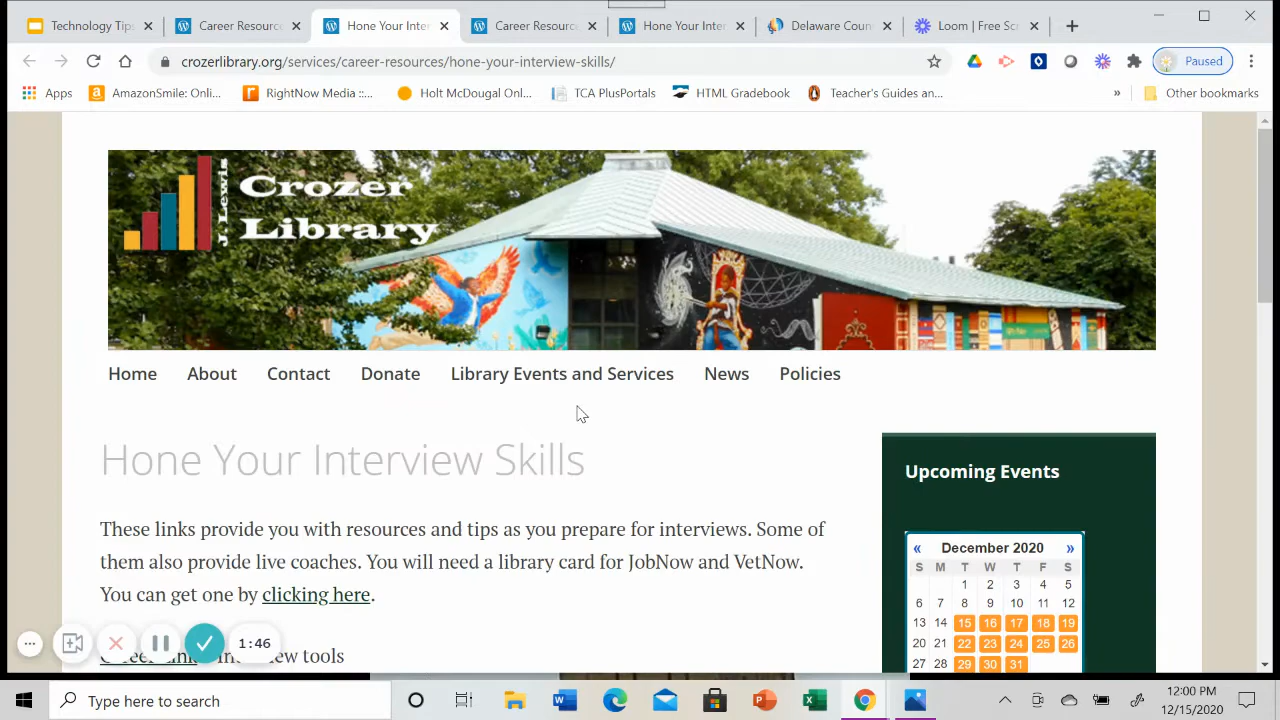 Technology Tips
Career Resourc
Hone Your Inter
Career Resourc
Hone Your Inter
Delaware Coun
Loom | Free Scr
crozerlibrary.org/services/career-resources/hone-your-interview-skills/
Paused
Apps
AmazonSmile: Onli...
RightNow Media ::...
Holt McDougal Onl...
TCA PlusPortals
HTML Gradebook
Teacher's Guides an...
»
Other bookmarks
J. Lewis
Crozer
Library
Home About Contact Donate Library Events and Services News Policies
Hone Your Interview Skills
These links provide you with resources and tips as you prepare for interviews. Some of
them also provide live coaches. You will need a library card for JobNow and VetNow.
You can get one by clicking here.
1:46
Upcoming Events
« December 2020 »
S M T W T F S
1 2 3 4 5
6 7 8 9 10 11 12
13 14 15 16 17 18 19
20 21 22 23 24 25 26
27 28 29 30 31
Type here to search
12:00 PM
12/15/2020